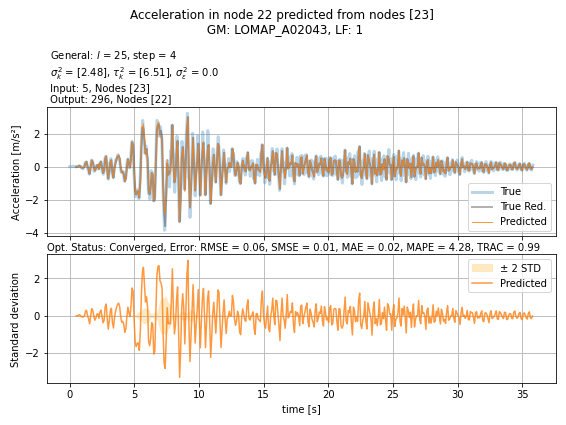 Acceleration in node 22 predicted from nodes [23]
GM: LOMAP_A02043, LF: 1
General: l = 25, step = 4
σ²ₖ = [2.48], τ²ₖ = [6.51], σ²ᵣ = 0.0
Input: 5, Nodes [23]
Output: 296, Nodes [22]
Acceleration [m/s²]
2
0
−2
−4
True
True Red.
Predicted
Opt. Status: Converged, Error: RMSE = 0.06, SMSE = 0.01, MAE = 0.02, MAPE = 4.28, TRAC = 0.99
Standard deviation
2
0
−2
± 2 STD
Predicted
0 5 10 15 20 25 30 35
time [s]